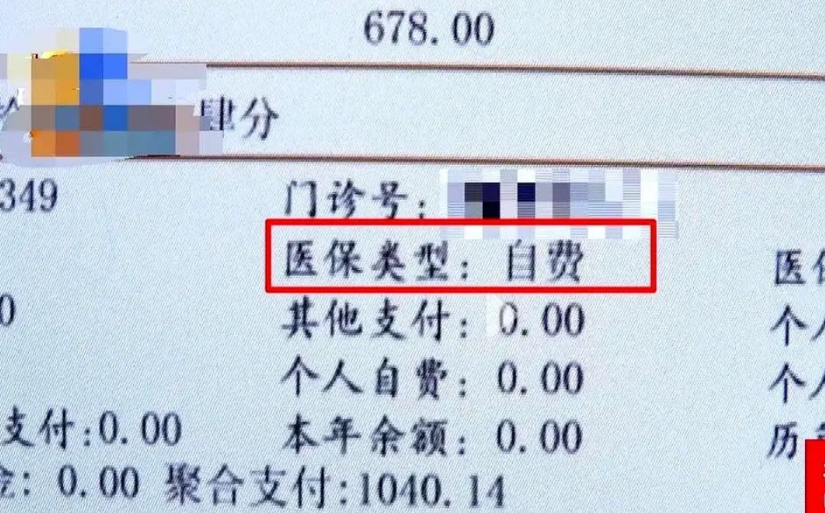 678.00
肆分
349 门诊号:
医保类型: 自费 医保
0 其他支付: 0.00 个
个人自费: 0.00 个
支付:0.00 本年余额: 0.00 历
金: 0.00 聚合支付:1040.14